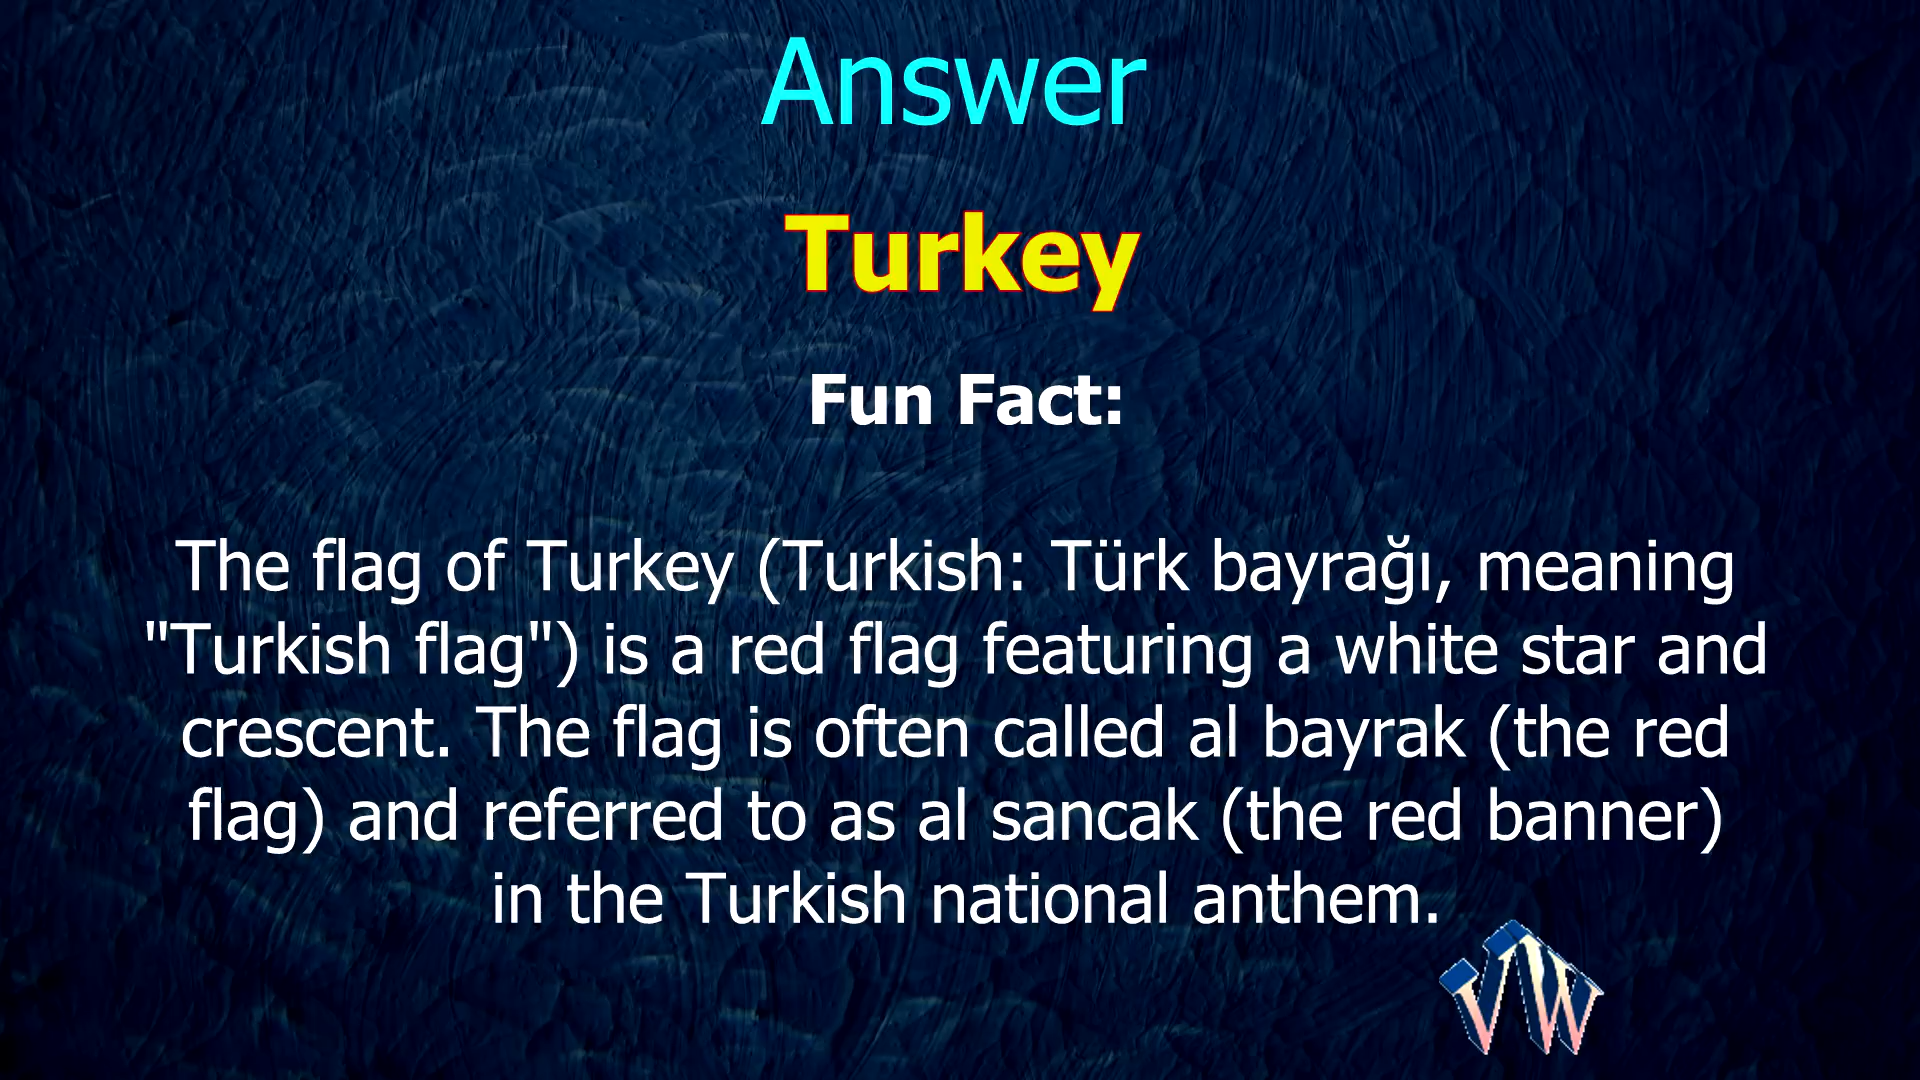 Answer
Turkey
Fun Fact:
The flag of Turkey (Turkish: Türk bayrağı, meaning
"Turkish flag") is a red flag featuring a white star and
crescent. The flag is often called al bayrak (the red
flag) and referred to as al sancak (the red banner)
in the Turkish national anthem.
VW